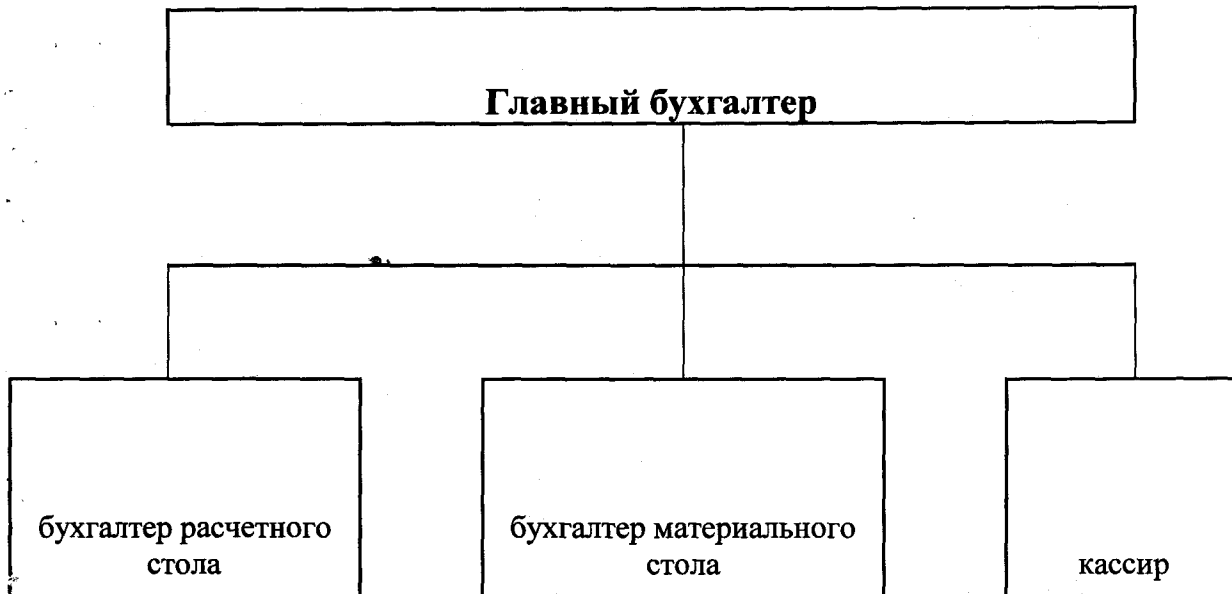 Главный бухгалтер
бухгалтер расчетного
стола
бухгалтер материального
стола
кассир